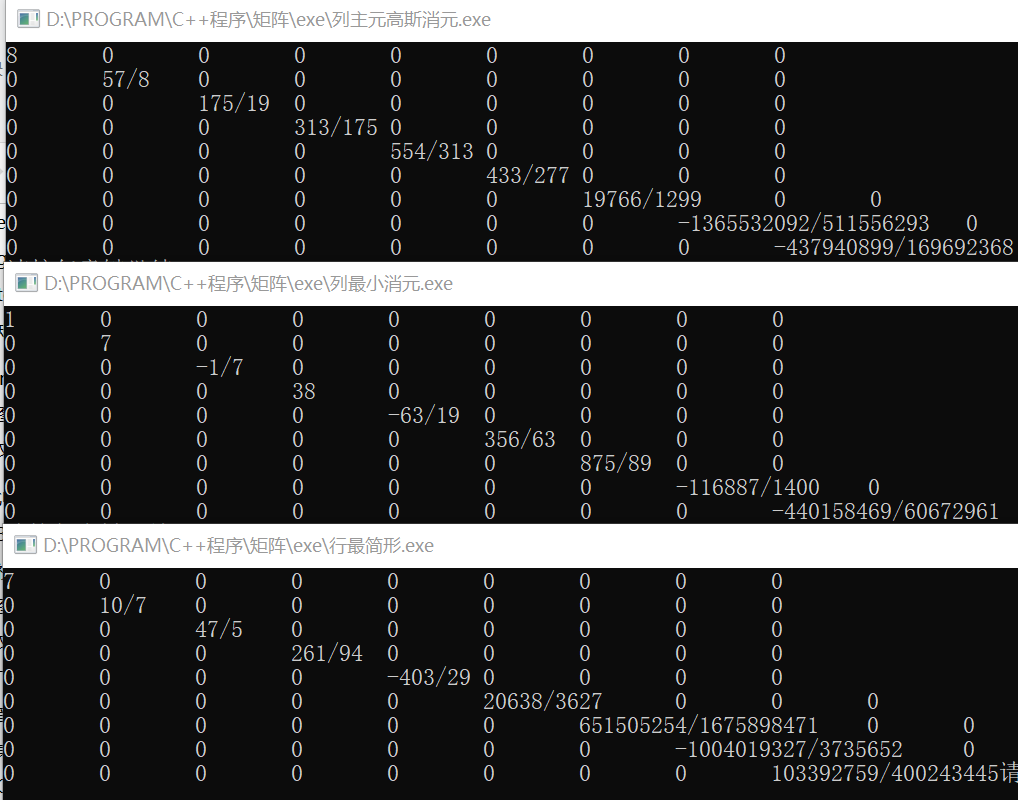 D:\PROGRAM\C++程序\矩阵\exe\列主元高斯消元.exe
8 0 0 0 0 0 0 0 0
0 57/8 0 0 0 0 0 0 0
0 0 175/19 0 0 0 0 0 0
0 0 0 313/175 0 0 0 0 0
0 0 0 0 554/313 0 0 0 0
0 0 0 0 0 433/277 0 0 0
0 0 0 0 0 0 19766/1299 0 0
0 0 0 0 0 0 0 -1365532092/511556293 0
0 0 0 0 0 0 0 0 -437940899/169692368
D:\PROGRAM\C++程序\矩阵\exe\列最小消元.exe
1 0 0 0 0 0 0 0 0
0 7 0 0 0 0 0 0 0
0 0 -1/7 0 0 0 0 0 0
0 0 0 38 0 0 0 0 0
0 0 0 0 -63/19 0 0 0 0
0 0 0 0 0 356/63 0 0 0
0 0 0 0 0 0 875/89 0 0
0 0 0 0 0 0 0 -116887/1400 0
0 0 0 0 0 0 0 0 -440158469/60672961
D:\PROGRAM\C++程序\矩阵\exe\行最简形.exe
7 0 0 0 0 0 0 0 0
0 10/7 0 0 0 0 0 0 0
0 0 47/5 0 0 0 0 0 0
0 0 0 261/94 0 0 0 0 0
0 0 0 0 -403/29 0 0 0 0
0 0 0 0 0 20638/3627 0 0 0
0 0 0 0 0 0 651505254/1675898471 0 0
0 0 0 0 0 0 0 -1004019327/3735652 0
0 0 0 0 0 0 0 0 103392759/400243445请